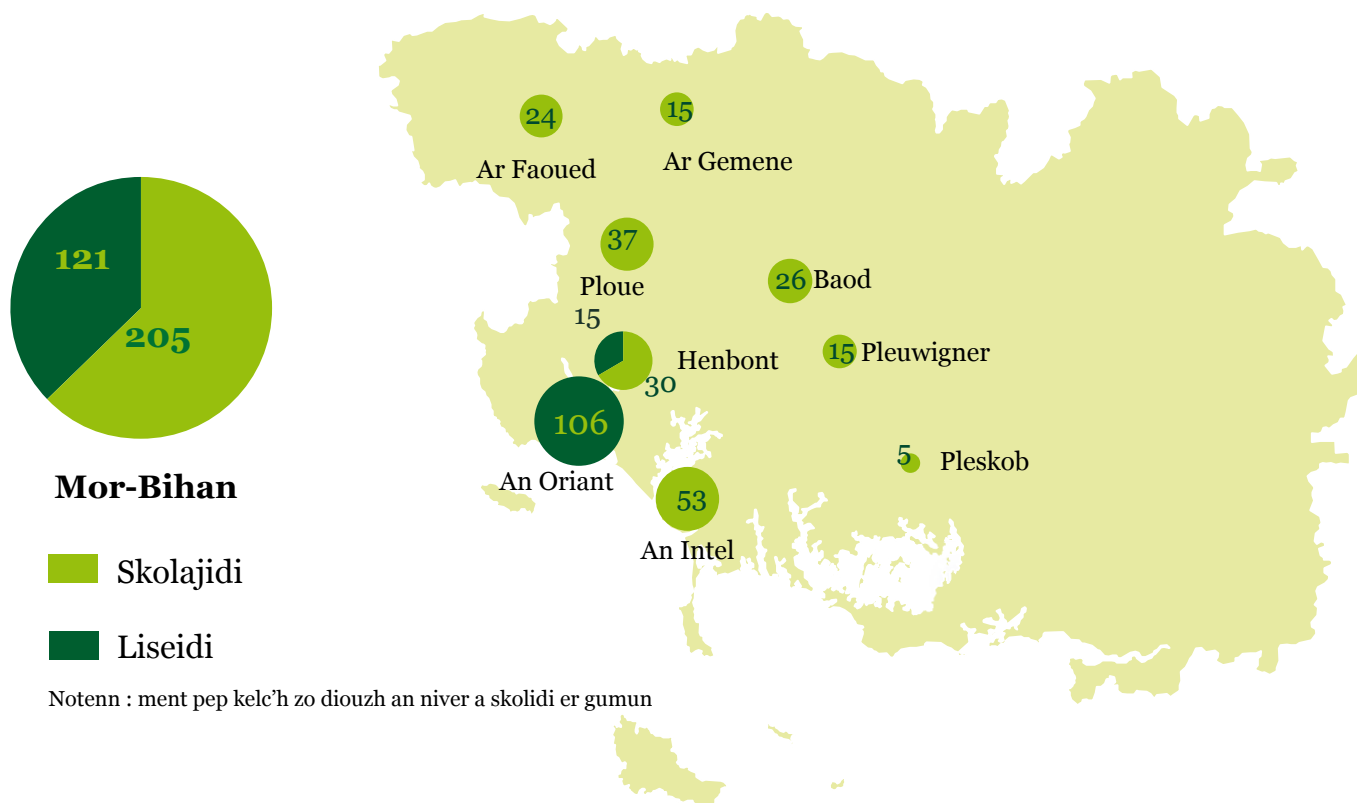 24
15
Ar Faoued
Ar Gemene
37
Ploue
26
Baod
15
Henbont
30
15
Pleuwigner
106
An Oriant
5
Pleskob
53
An Intel
121
205
Mor-Bihan
Skolajidi
Liseidi
Notenn : ment pep kelc’h zo diouzh an niver a skolidi er gumun